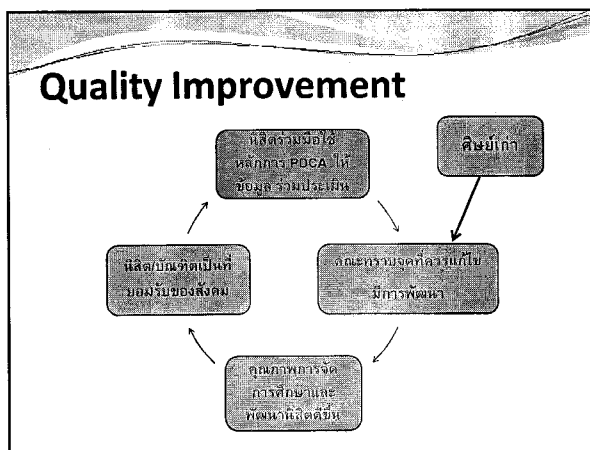 Quality Improvement
นิสิตร่วมมือใช้
หลักการ PDCA ให้
ข้อมูล ร่วมประเมิน
ศิษย์เก่า
คณะทราบจุดที่ควรแก้ไข
มีการพัฒนา
นิสิต/บัณฑิตเป็นที่
ยอมรับของสังคม
คุณภาพการจัด
การศึกษาและ
พัฒนานิสิตดีขึ้น